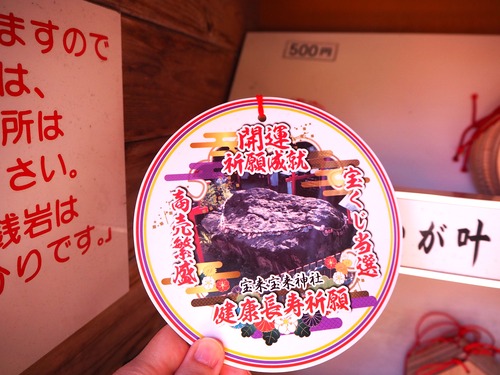 ますので
は、
所は
さい。
銭岩は
りです。」
500円
開運
祈願成就
宝くじ当選
商売繁盛
宝来宝来神社
健康長寿祈願
が叶